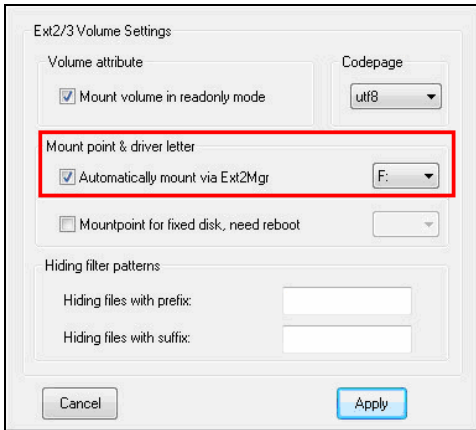 Ext2/3 Volume Settings
Volume attribute
Codepage
Mount volume in readonly mode
utf8
Mount point & driver letter
Automatically mount via Ext2Mgr
F:
Mountpoint for fixed disk, need reboot
Hiding filter patterns
Hiding files with prefix:
Hiding files with suffix:
Cancel
Apply